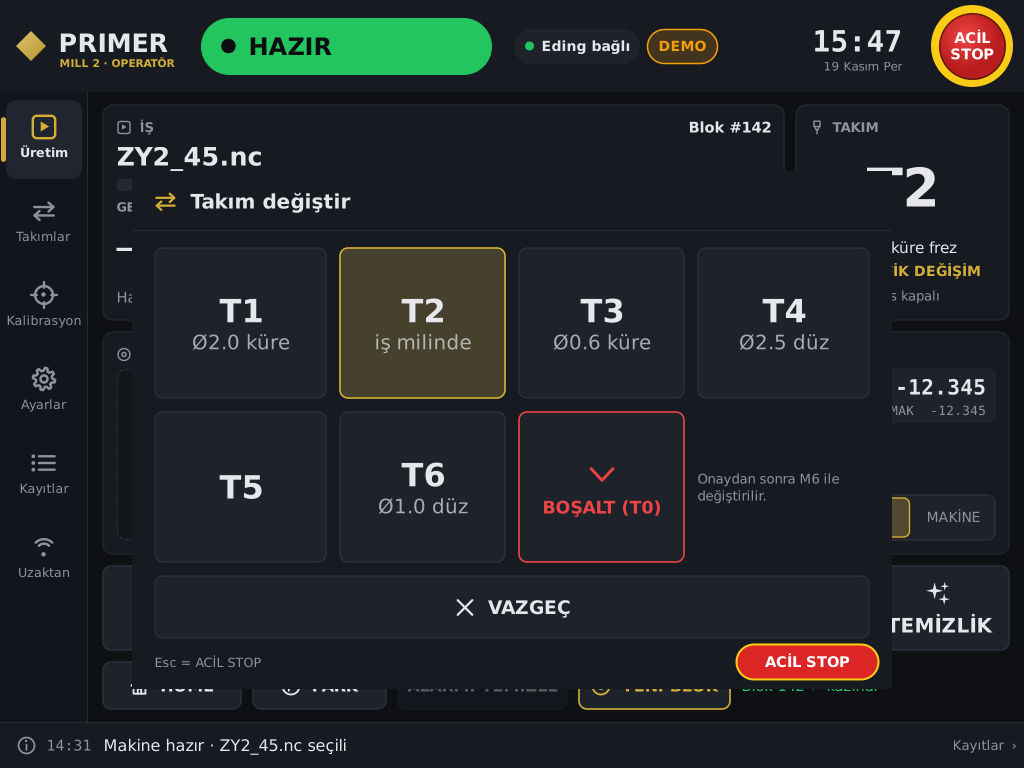 PRIMER
MILL 2 · OPERATÖR
HAZIR
Eding bağlı
DEMO
15:47
19 Kasım Per
ACİL
STOP
Üretim
Takımlar
Kalibrasyon
Ayarlar
Kayıtlar
Uzaktan
İŞ
Blok #142
ZY2_45.nc
TAKIM
küre frez
DEĞİŞİM
kapalı
-12.345
-12.345
MAKİNE
TEMİZLİK
Takım değiştir
T1
Ø2.0 küre
T2
iş milinde
T3
Ø0.6 küre
T4
Ø2.5 düz
T5
T6
Ø1.0 düz
BOŞALT (T0)
Onaydan sonra M6 ile
değiştirilir.
VAZGEÇ
Esc = ACİL STOP
ACİL STOP
14:31
Makine hazır · ZY2_45.nc seçili
Kayıtlar ›